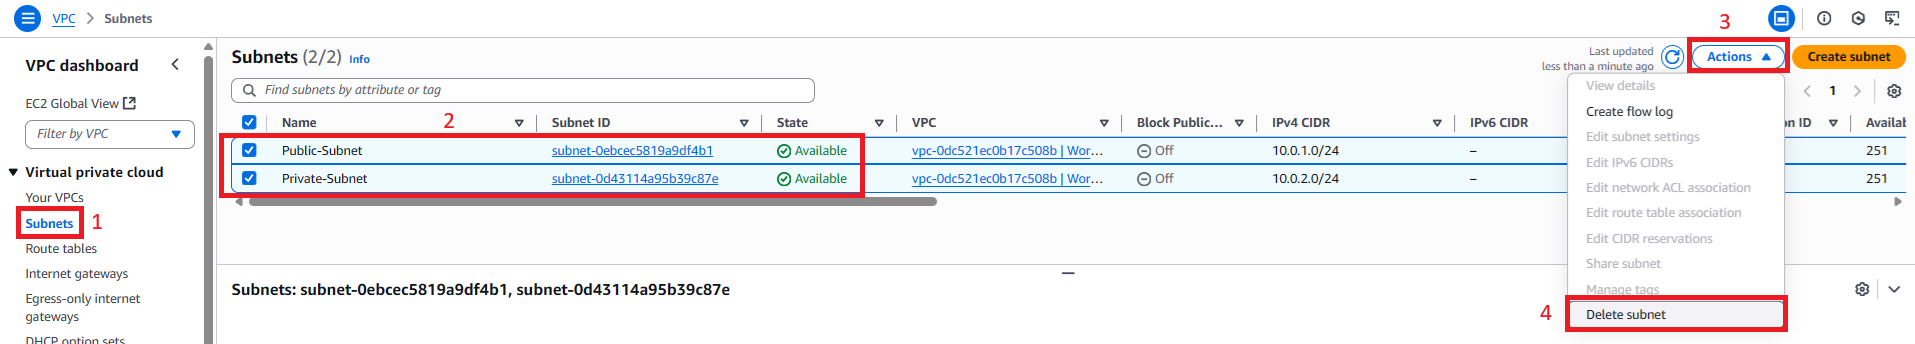 VPC > Subnets
3
VPC dashboard
EC2 Global View
Filter by VPC
Virtual private cloud
Your VPCs
Subnets
1
Route tables
Internet gateways
Egress-only internet
gateways
DHCP option sets
Subnets (2/2) Info
Last updated
less than a minute ago
Actions
Create subnet
Find subnets by attribute or tag
1
Name 2 Subnet ID State VPC Block Public... IPv4 CIDR IPv6 CIDR on ID Availab
Public-Subnet subnet-0ebcec5819a9df4b1 Available vpc-0dc521ec0b17c508b | Wor... Off 10.0.1.0/24 – 251
Private-Subnet subnet-0d43114a95b39c87e Available vpc-0dc521ec0b17c508b | Wor... Off 10.0.2.0/24 – 251
View details
Create flow log
Edit subnet settings
Edit IPv6 CIDRs
Edit network ACL association
Edit route table association
Edit CIDR reservations
Share subnet
Manage tags
4 Delete subnet
Subnets: subnet-0ebcec5819a9df4b1, subnet-0d43114a95b39c87e